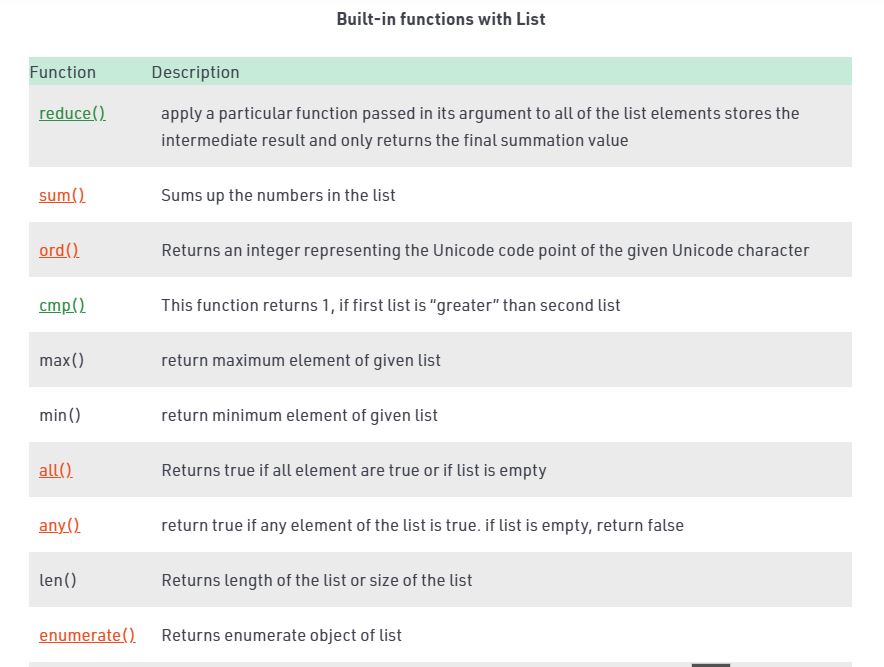 Built-in functions with List
Function Description
reduce() apply a particular function passed in its argument to all of the list elements stores the
intermediate result and only returns the final summation value
sum() Sums up the numbers in the list
ord() Returns an integer representing the Unicode code point of the given Unicode character
cmp() This function returns 1, if first list is “greater” than second list
max() return maximum element of given list
min() return minimum element of given list
all() Returns true if all element are true or if list is empty
any() return true if any element of the list is true. if list is empty, return false
len() Returns length of the list or size of the list
enumerate() Returns enumerate object of list